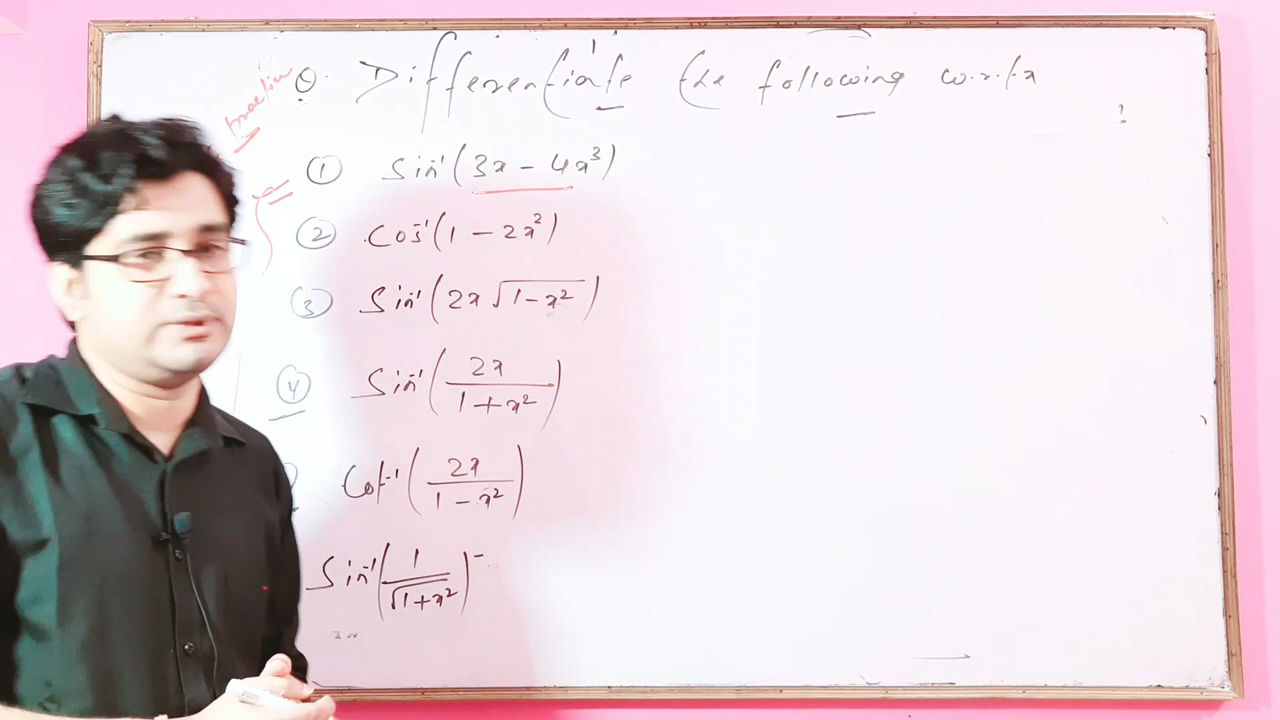 Q. Differentiate the following w.r.t x
Practice
① Sin⁻¹(3x - 4x³)
② Cos⁻¹(1 - 2x²)
③ Sin⁻¹(2x√(1-x²))
④ Sin⁻¹(2x/(1+x²))
Cot⁻¹(2x/(1-x²))
Sin⁻¹(1/√(1+x²))